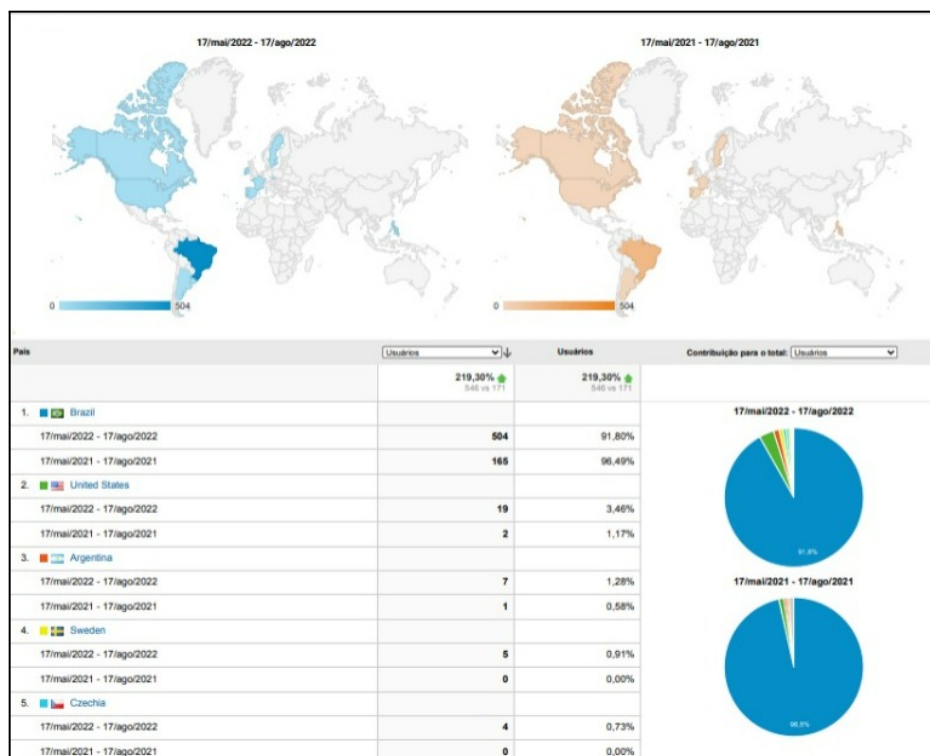 17/mai/2022 - 17/ago/2022 17/mai/2021 - 17/ago/2021
0 504 0 504
País Usuários Usuários Contribuição para o total: Usuários
219,30% 219,30%
546 vs 171 546 vs 171
1. Brazil 17/mai/2022 - 17/ago/2022
17/mai/2022 - 17/ago/2022 504 91,80%
17/mai/2021 - 17/ago/2021 165 96,49%
2. United States
17/mai/2022 - 17/ago/2022 19 3,46%
17/mai/2021 - 17/ago/2021 2 1,17%
91,8%
3. Argentina
17/mai/2022 - 17/ago/2022 7 1,28%
17/mai/2021 - 17/ago/2021
17/mai/2021 - 17/ago/2021 1 0,58%
4. Sweden
17/mai/2022 - 17/ago/2022 5 0,91%
17/mai/2021 - 17/ago/2021 0 0,00%
5. Czechia
17/mai/2022 - 17/ago/2022 4 0,73%
96,5%
17/mai/2021 - 17/ago/2021 0 0,00%